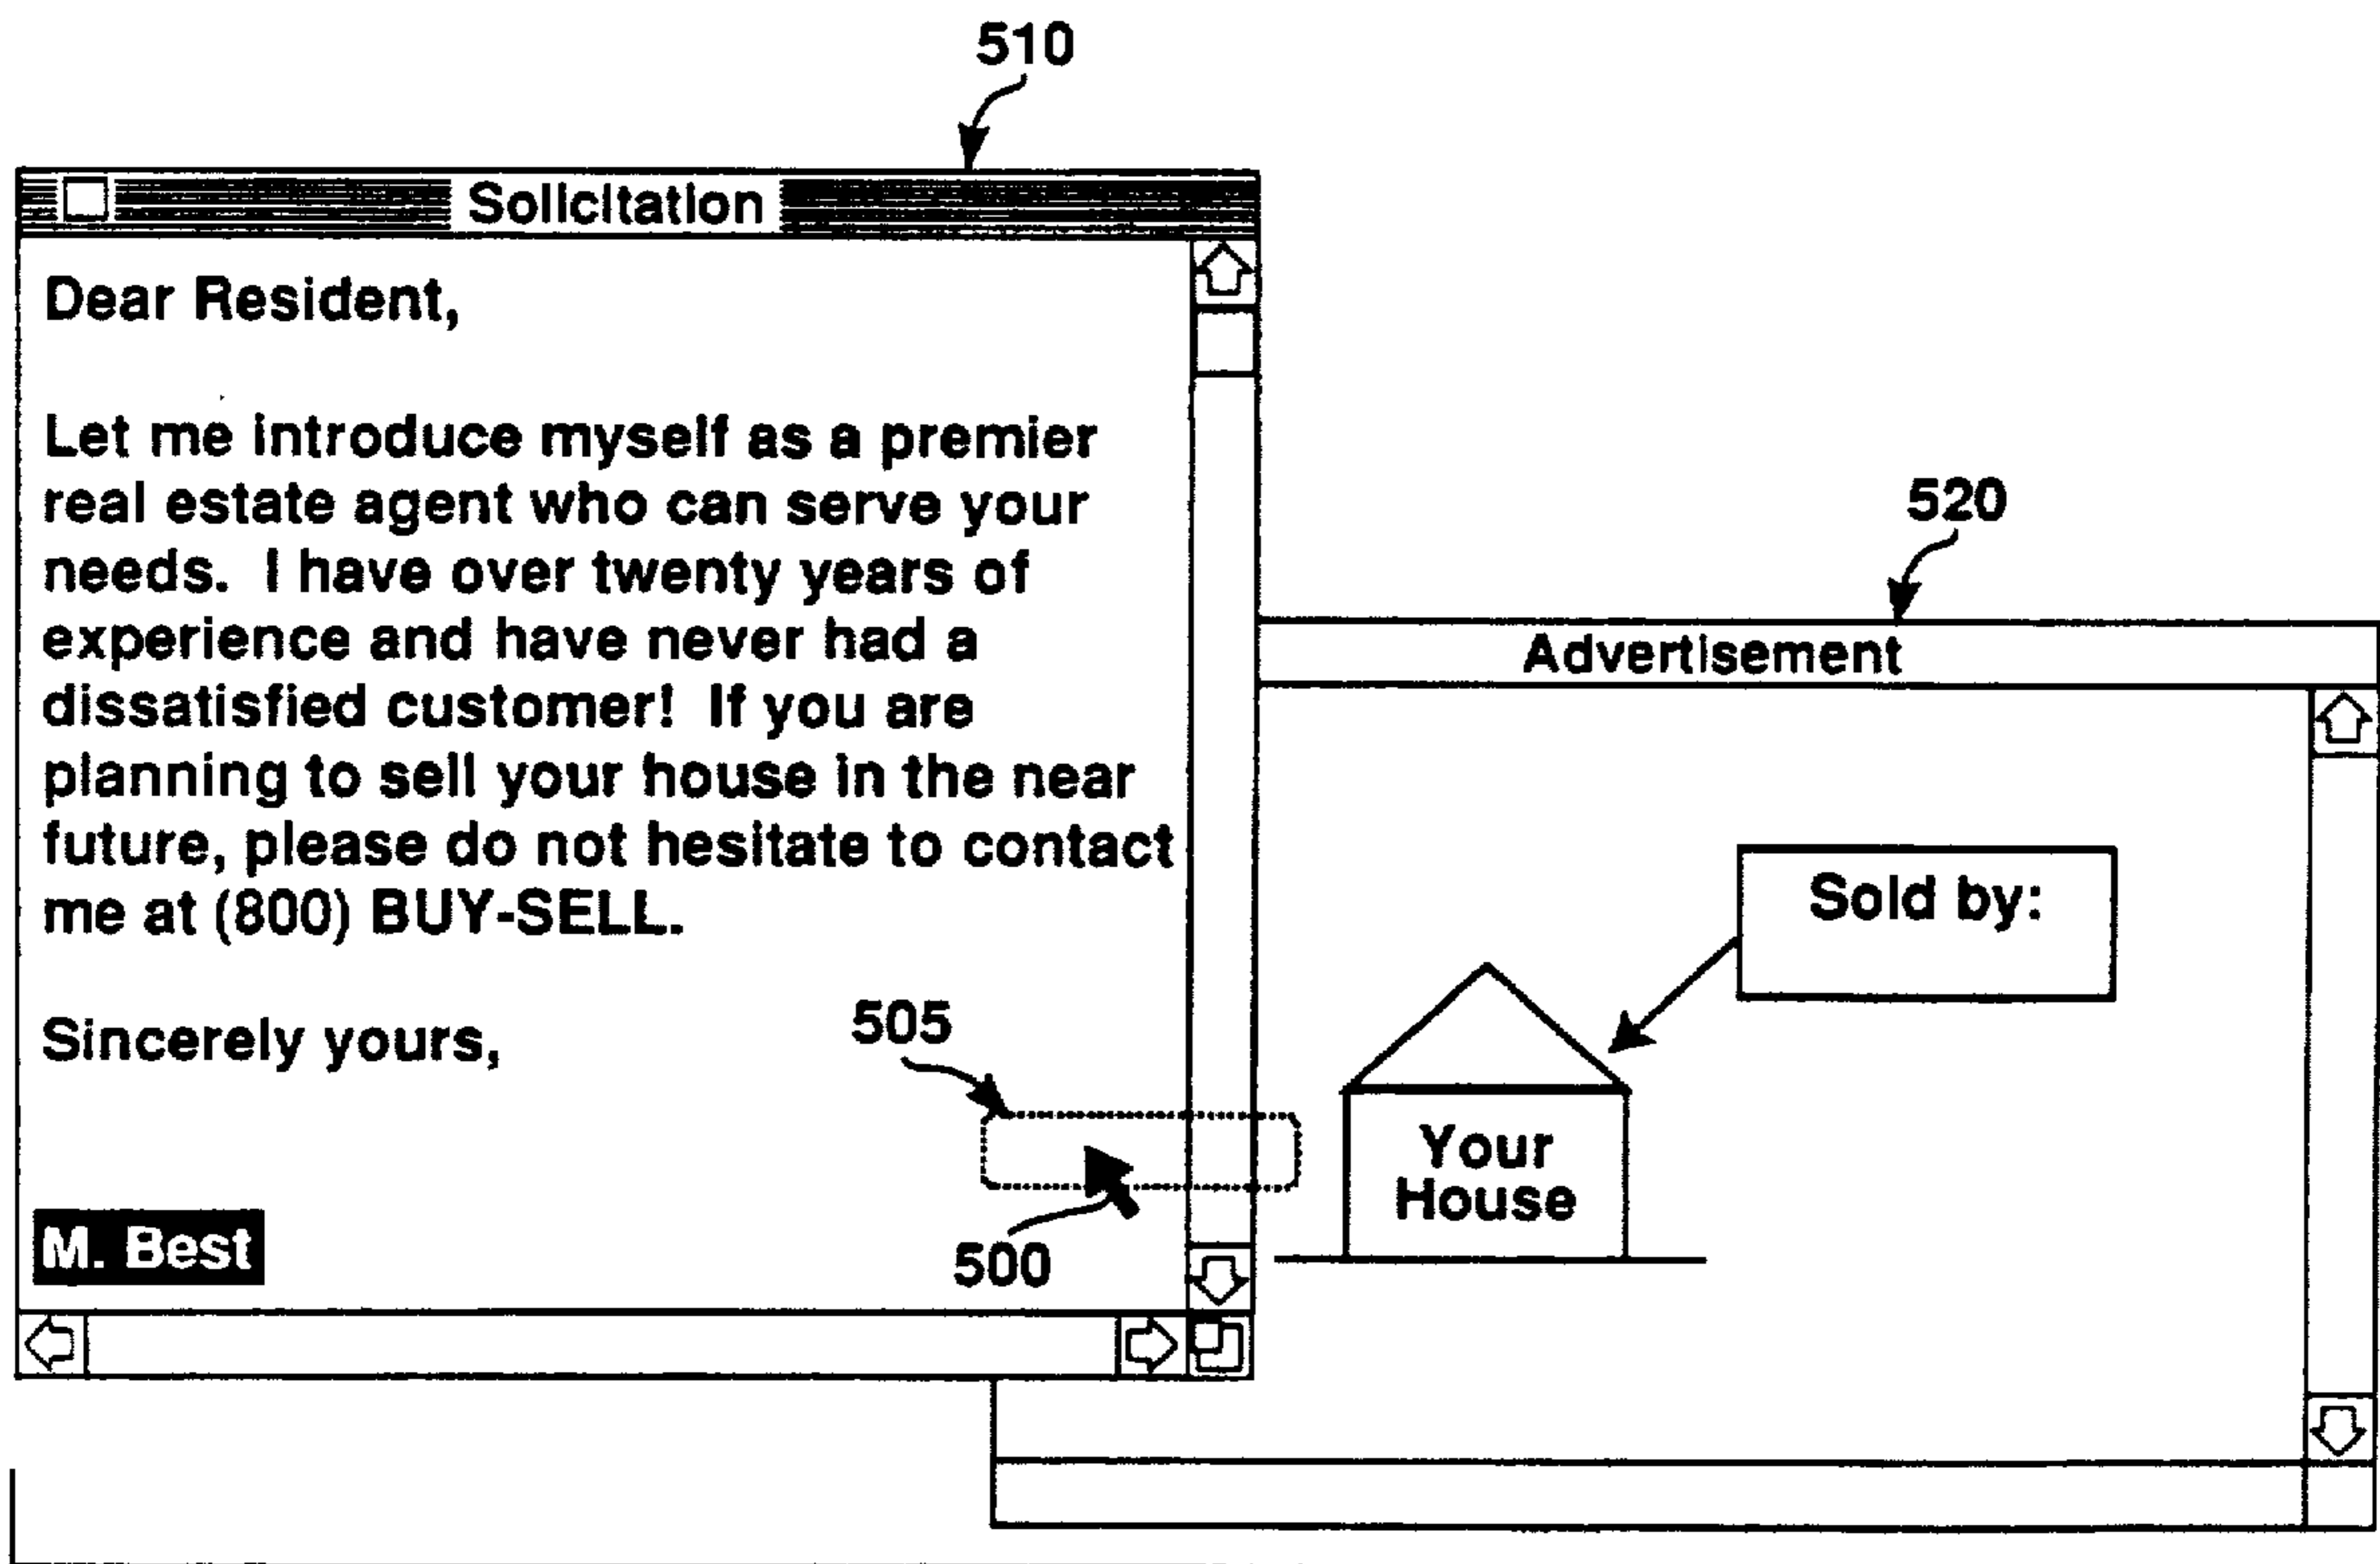 510
Solicitation
Dear Resident,
Let me introduce myself as a premier
real estate agent who can serve your
needs. I have over twenty years of
experience and have never had a
dissatisfied customer! If you are
planning to sell your house in the near
future, please do not hesitate to contact
me at (800) BUY-SELL.
Sincerely yours,
505
500
M. Best
520
Advertisement
Sold by:
Your
House